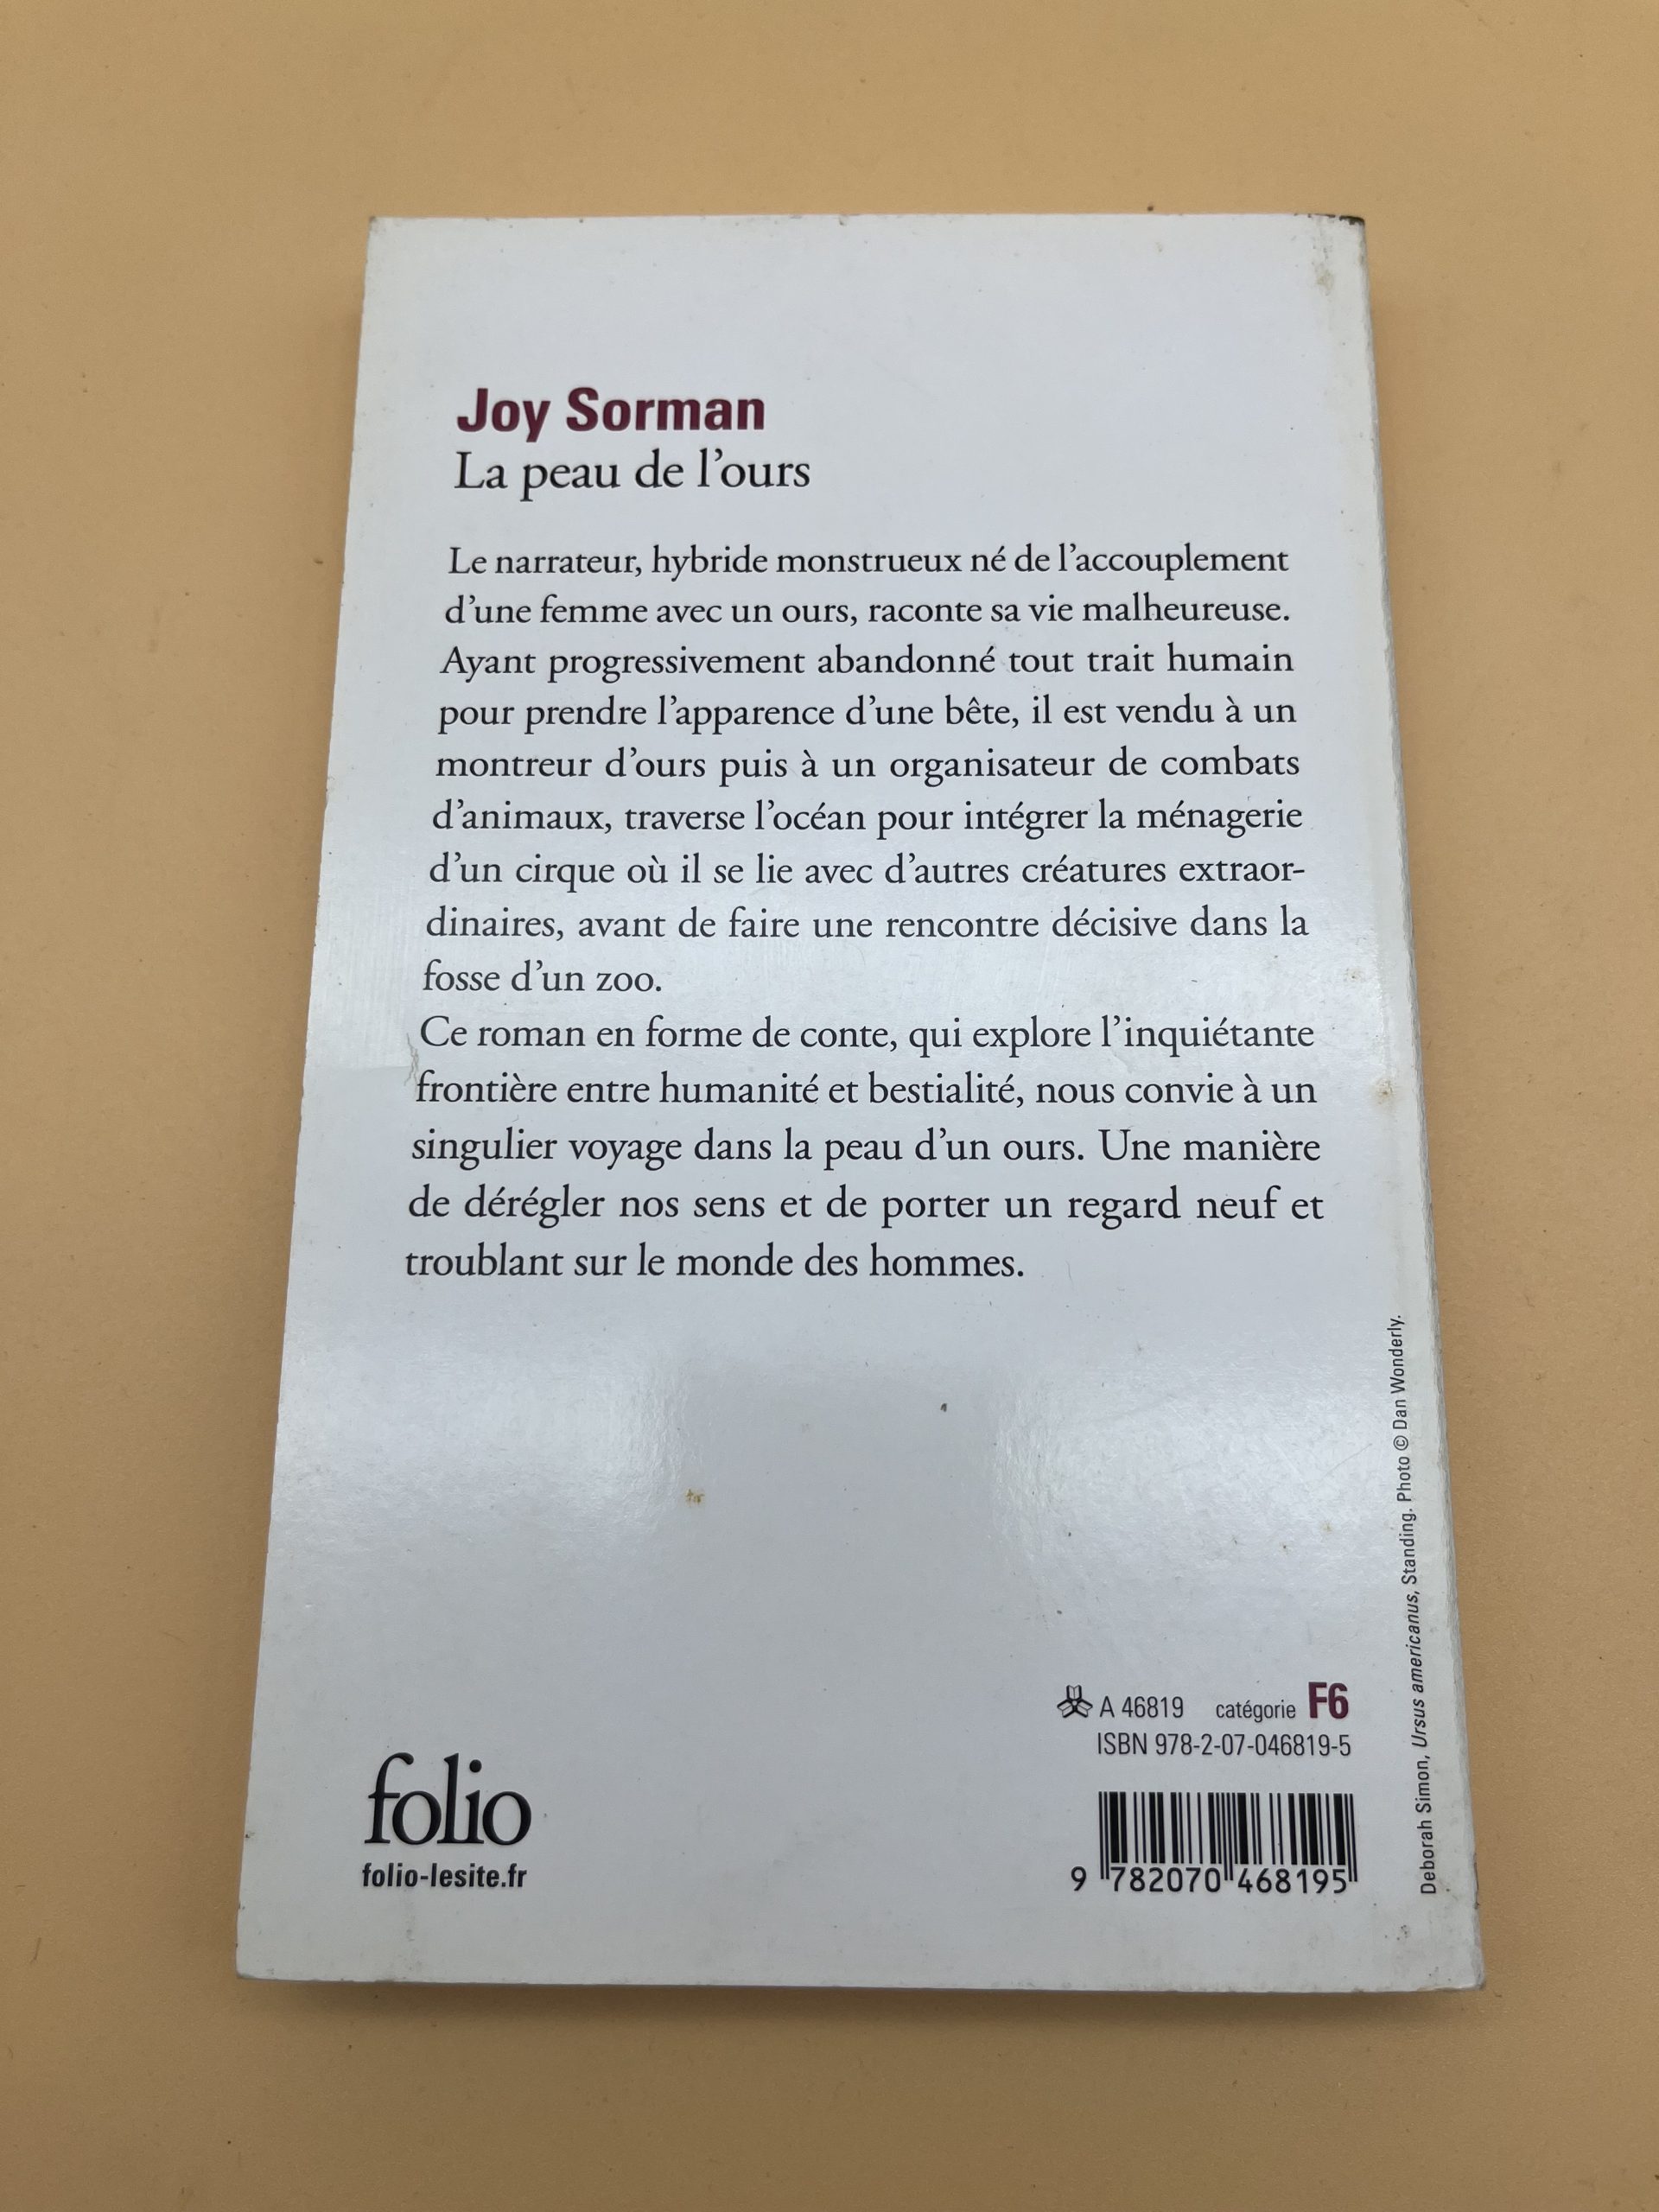 Joy Sorman
La peau de l'ours
Le narrateur, hybride monstrueux né de l'accouplement
d'une femme avec un ours, raconte sa vie malheureuse.
Ayant progressivement abandonné tout trait humain
pour prendre l'apparence d'une bête, il est vendu à un
montreur d'ours puis à un organisateur de combats
d'animaux, traverse l'océan pour intégrer la ménagerie
d'un cirque où il se lie avec d'autres créatures extraor-
dinaires, avant de faire une rencontre décisive dans la
fosse d'un zoo.
Ce roman en forme de conte, qui explore l'inquiétante
frontière entre humanité et bestialité, nous convie à un
singulier voyage dans la peau d'un ours. Une manière
de dérégler nos sens et de porter un regard neuf et
troublant sur le monde des hommes.
A 46819 catégorie F6
ISBN 978-2-07-046819-5
9 782070 468195
folio
folio-lesite.fr
Deborah Simon, Ursus americanus, Standing. Photo © Dan Wonderly.